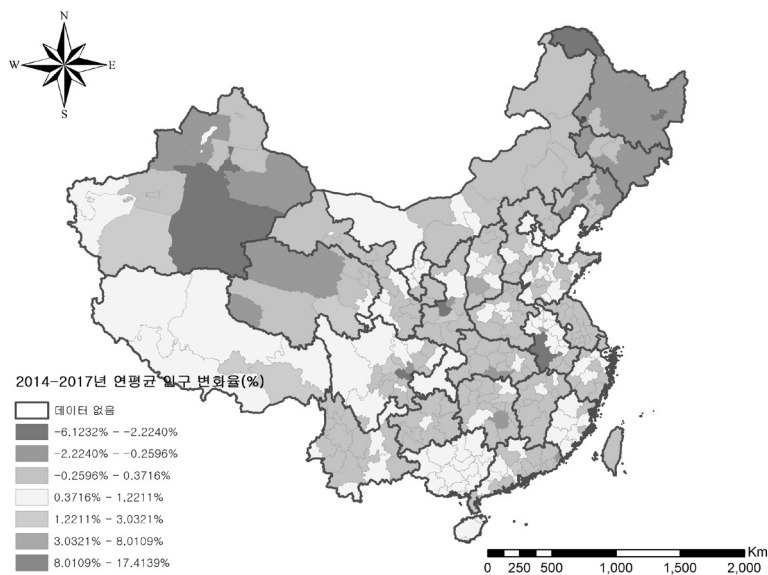 N
W E
S
2014-2017년 연평균 인구 변화율(%)
데이터 없음
-6.1232% - -2.2240%
-2.2240% - -0.2596%
-0.2596% - 0.3716%
0.3716% - 1.2211%
1.2211% - 3.0321%
3.0321% - 8.0109%
8.0109% - 17.4139%
Km
0 250 500 1,000 1,500 2,000